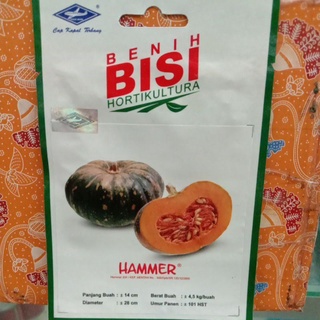 Cap Kapal Terbang
BENIH
BISI
HORTIKULTURA
HAMMER®
Panjang Buah : ± 14 cm
Berat Buah : ± 4,5 kg/buah
Diameter : ± 28 cm
Umur Panen : ± 101 HST